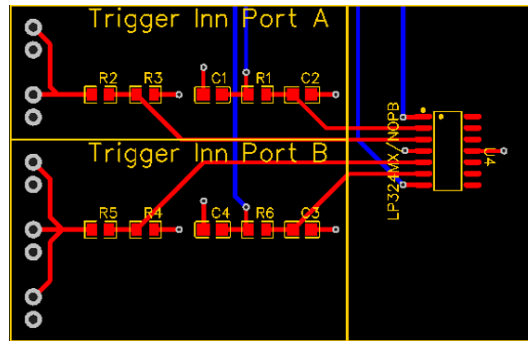 Trigger Inn Port A
R2 R3 C1 R1 C2
LP324MX/NOPB
U4
Trigger Inn Port B
R5 R4 C4 R6 C3